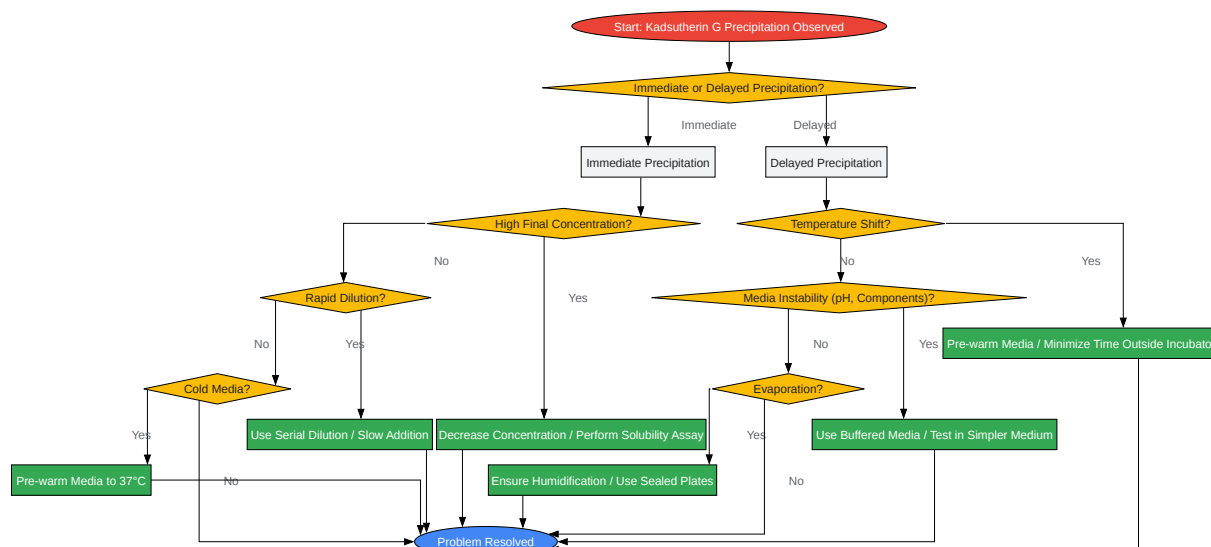 Start: Kadsutherin G Precipitation Observed
Immediate or Delayed Precipitation?
Immediate
Delayed
Immediate Precipitation
Delayed Precipitation
High Final Concentration?
Temperature Shift?
No
No
Yes
Rapid Dilution?
Yes
Media Instability (pH, Components)?
No
Yes
No
Yes
Pre-warm Media / Minimize Time Outside Incubato
Cold Media?
Evaporation?
Yes
Use Serial Dilution / Slow Addition
Decrease Concentration / Perform Solubility Assay
Yes
Use Buffered Media / Test in Simpler Medium
Pre-warm Media to 37°C
No
Ensure Humidification / Use Sealed Plates
No
Problem Resolved